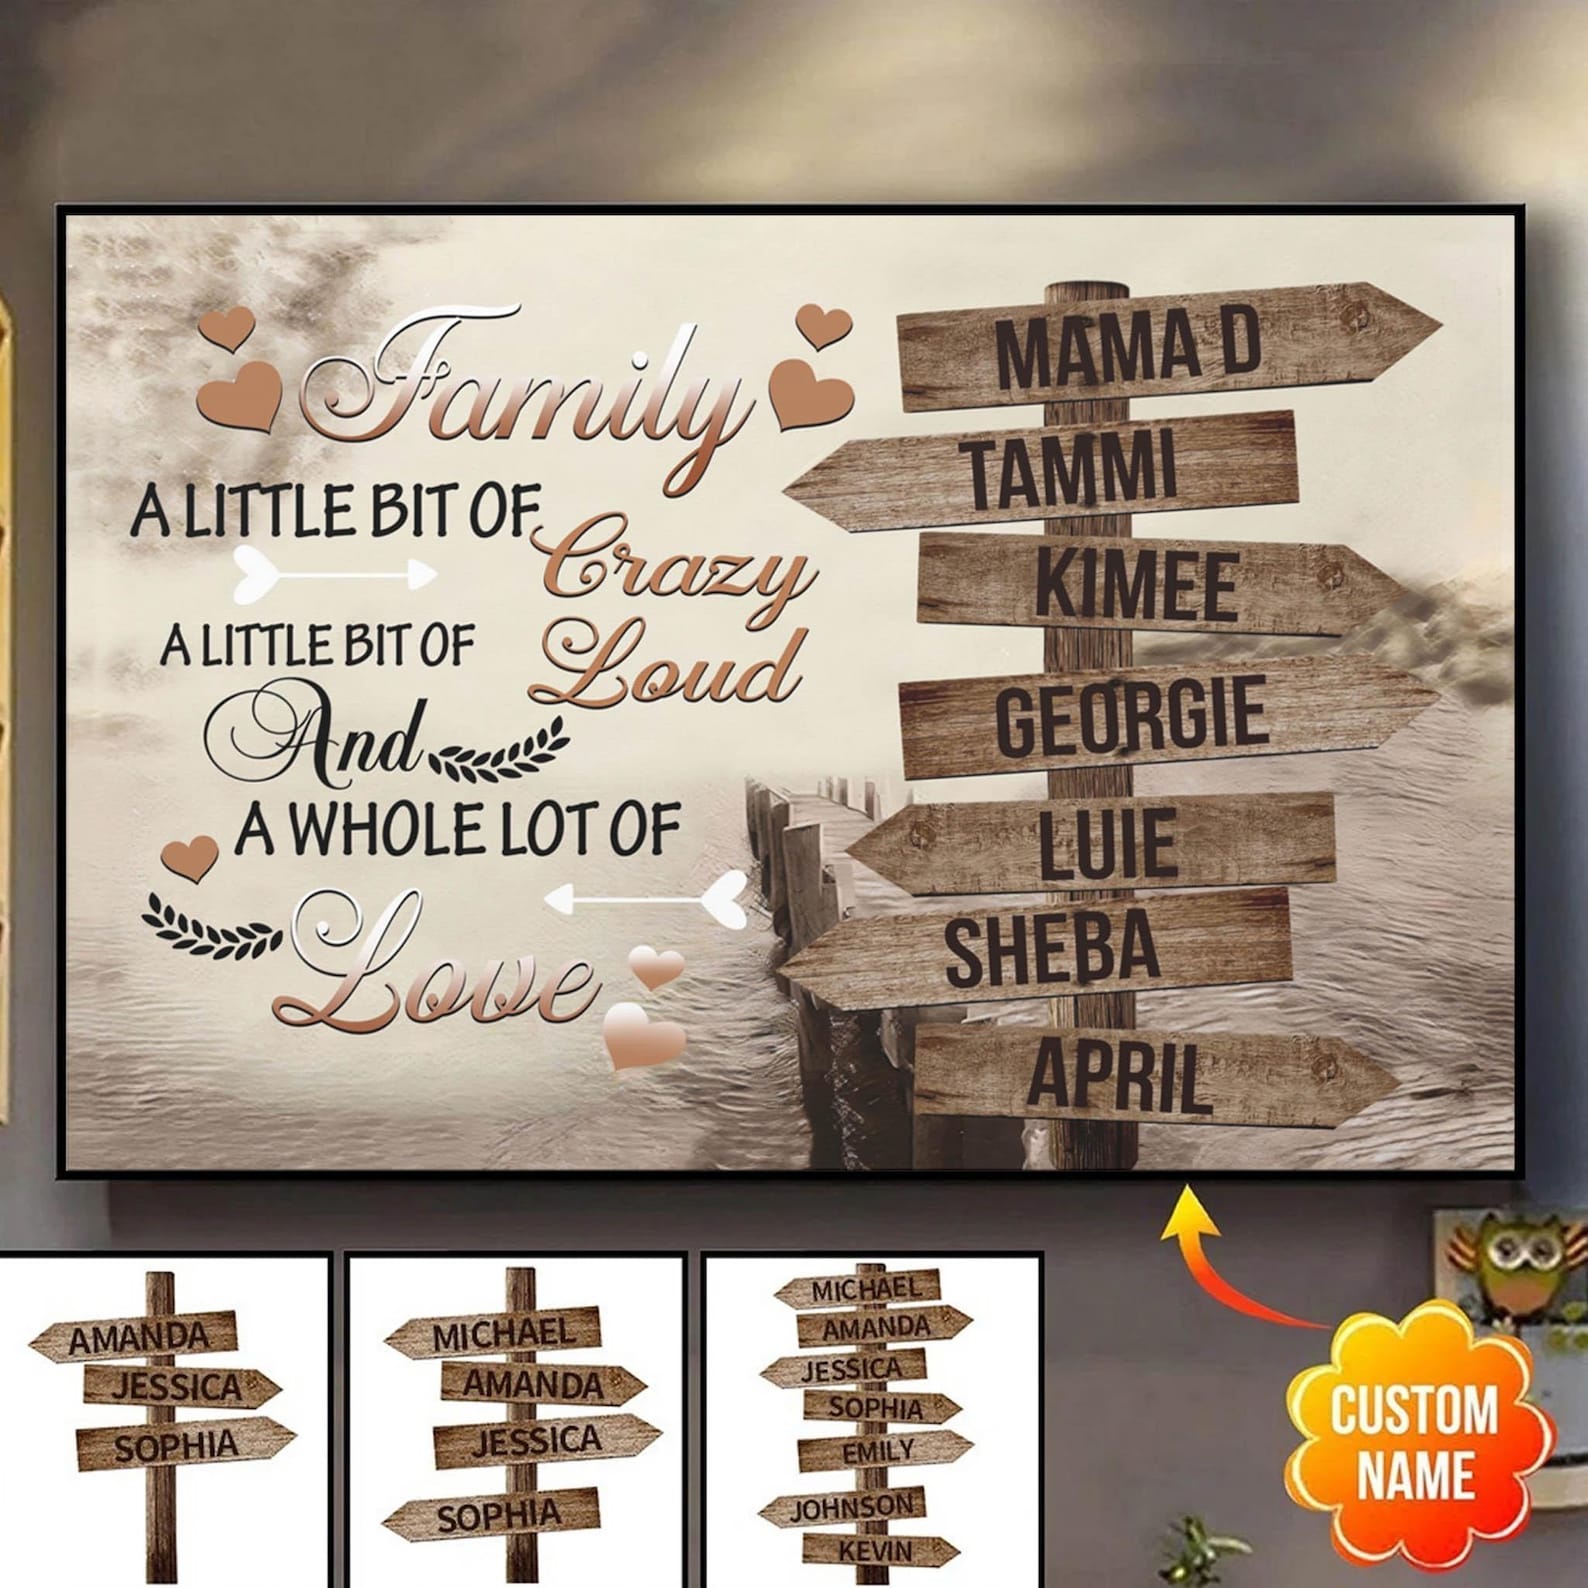 Family
A LITTLE BIT OF Crazy
A LITTLE BIT OF Loud
And
A WHOLE LOT OF
Love
MAMA D
TAMMI
KIMEE
GEORGIE
LUIE
SHEBA
APRIL
AMANDA
JESSICA
SOPHIA
MICHAEL
AMANDA
JESSICA
SOPHIA
MICHAEL
AMANDA
JESSICA
SOPHIA
EMILY
JOHNSON
KEVIN
CUSTOM
NAME